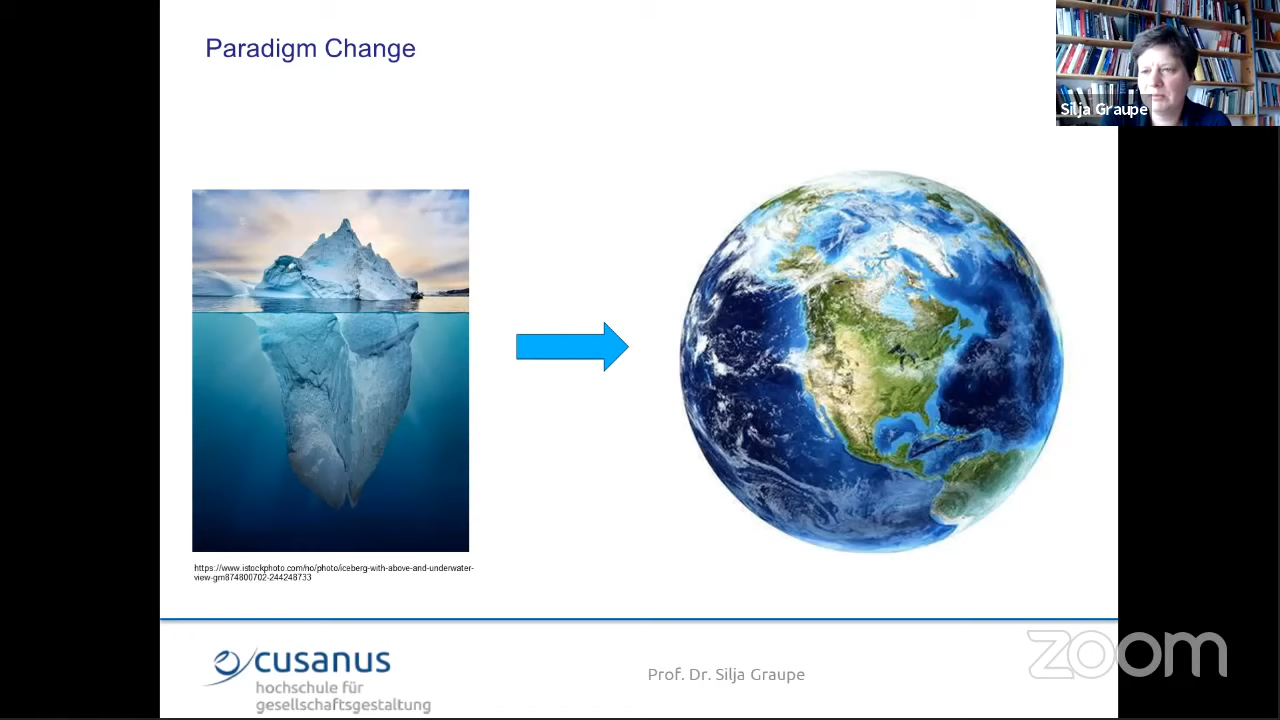 Paradigm Change
Silja Graupe
https://www.istockphoto.com/no/photo/iceberg-with-above-and-underwater-
view-gm874800702-244248733
cusanus
hochschule für
gesellschaftsgestaltung
Prof. Dr. Silja Graupe
zoom